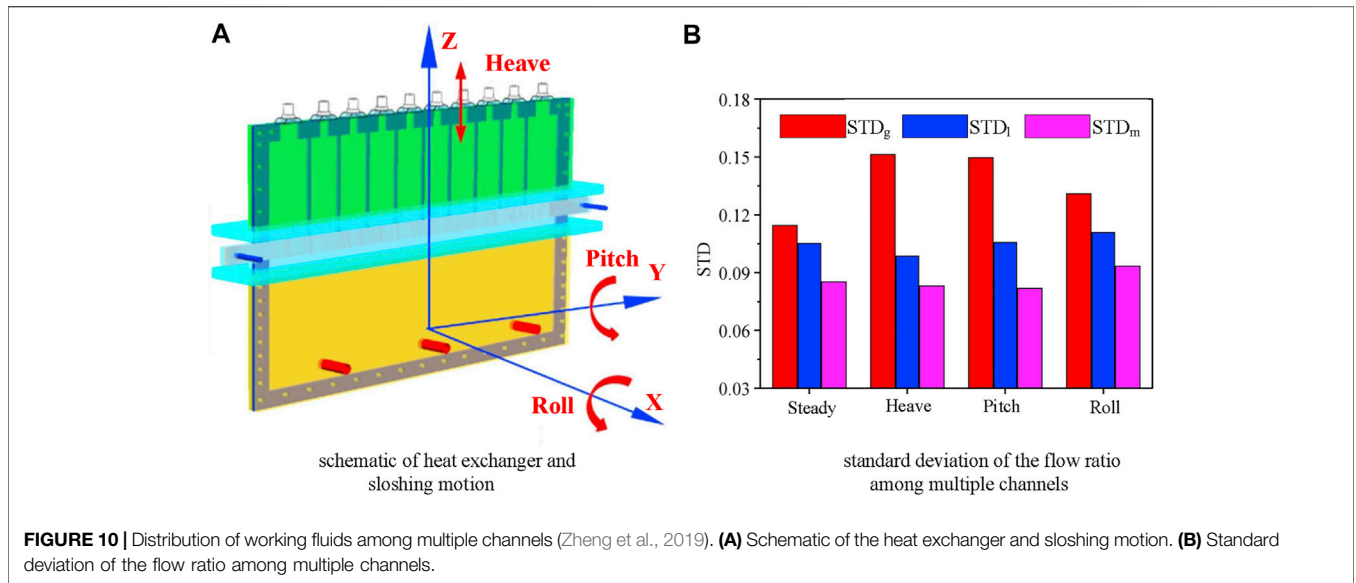 A
Z
Heave
Pitch
Y
Roll
X
schematic of heat exchanger and
sloshing motion
B
0.18
0.15
0.12
0.09
0.06
0.03
STD
STDg STDl STDm
Steady Heave Pitch Roll
standard deviation of the flow ratio
among multiple channels
FIGURE 10 | Distribution of working fluids among multiple channels (Zheng et al., 2019). (A) Schematic of the heat exchanger and sloshing motion. (B) Standard
deviation of the flow ratio among multiple channels.